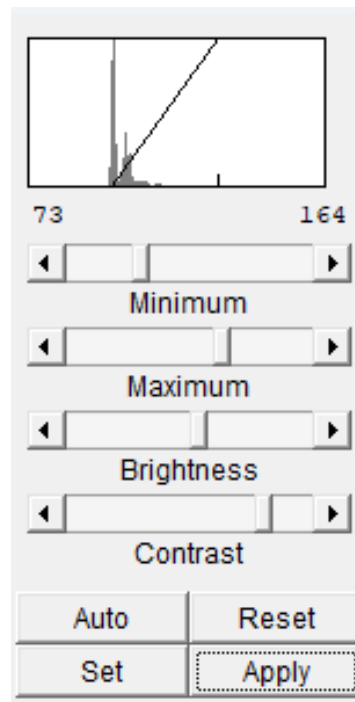 73 164
Minimum
Maximum
Brightness
Contrast
Auto Reset
Set Apply